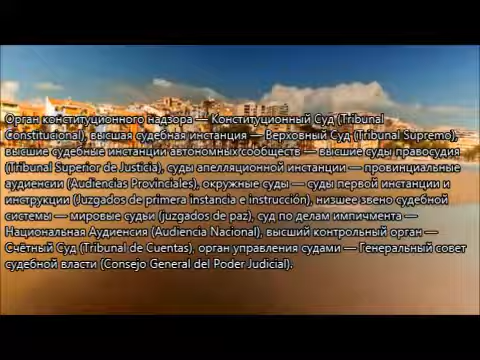 Орган конституционного надзора — Конституционный Суд (Tribunal
Constitucional), высшая судебная инстанция — Верховный Суд (Tribunal Supremo),
высшие судебные инстанции автономных сообществ — высшие суды правосудия
(Tribunal Superior de Justicia), суды апелляционной инстанции — провинциальные
аудиенсии (Audiencias Provinciales), окружные суды — суды первой инстанции и
инструкции (Juzgados de primera instancia e instrucción), низшее звено судебной
системы — мировые судьи (juzgados de paz), суд по делам импичмента —
Национальная Аудиенсия (Audiencia Nacional), высший контрольный орган —
Счётный Суд (Tribunal de Cuentas), орган управления судами — Генеральный совет
судебной власти (Consejo General del Poder Judicial).